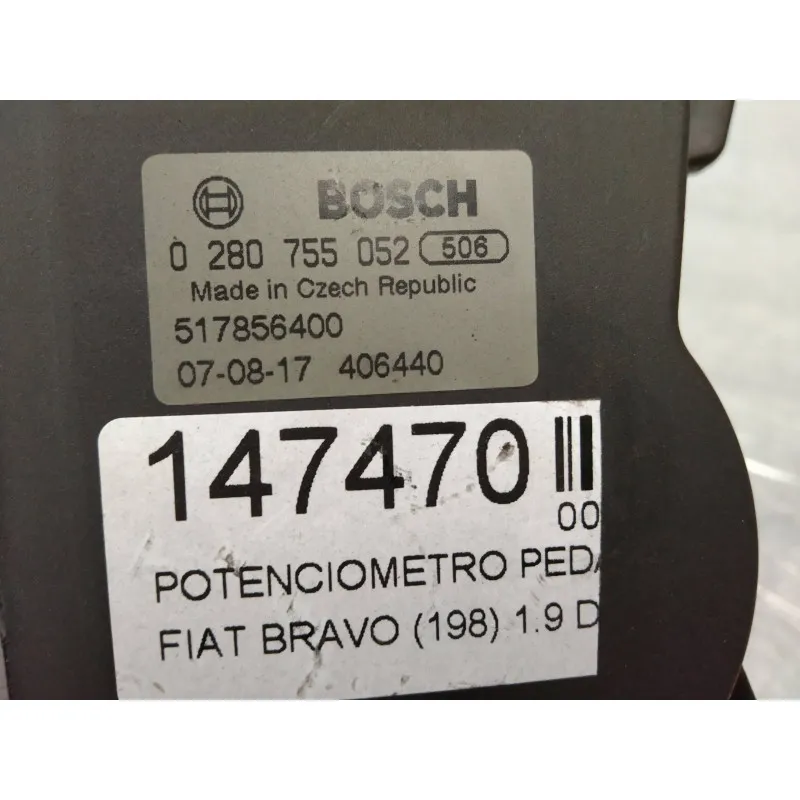 BOSCH
0 280 755 052 506
Made in Czech Republic
517856400
07-08-17 406440
147470
00
POTENCIOMETRO PEDA
FIAT BRAVO (198) 1.9 D